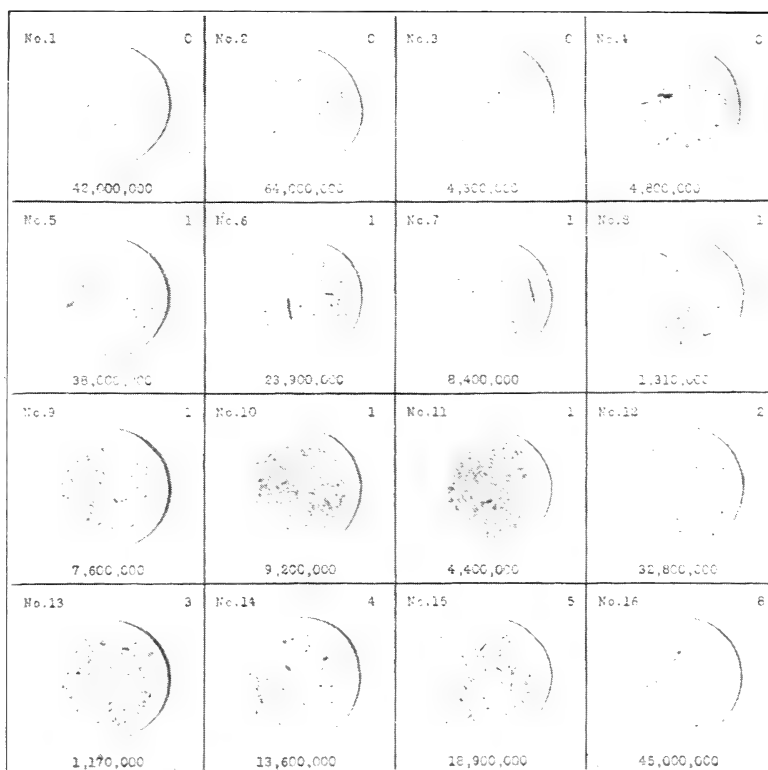 No.1 0 No.2 0 No.3 0 No.4 0
42,000,000 64,000,000 4,300,000 4,800,000
No.5 1 No.6 1 No.7 1 No.8 1
38,000,000 23,900,000 8,400,000 1,310,000
No.9 1 No.10 1 No.11 1 No.12 2
7,600,000 9,200,000 4,400,000 32,800,000
No.13 3 No.14 4 No.15 5 No.16 8
1,170,000 13,600,000 18,900,000 45,000,000